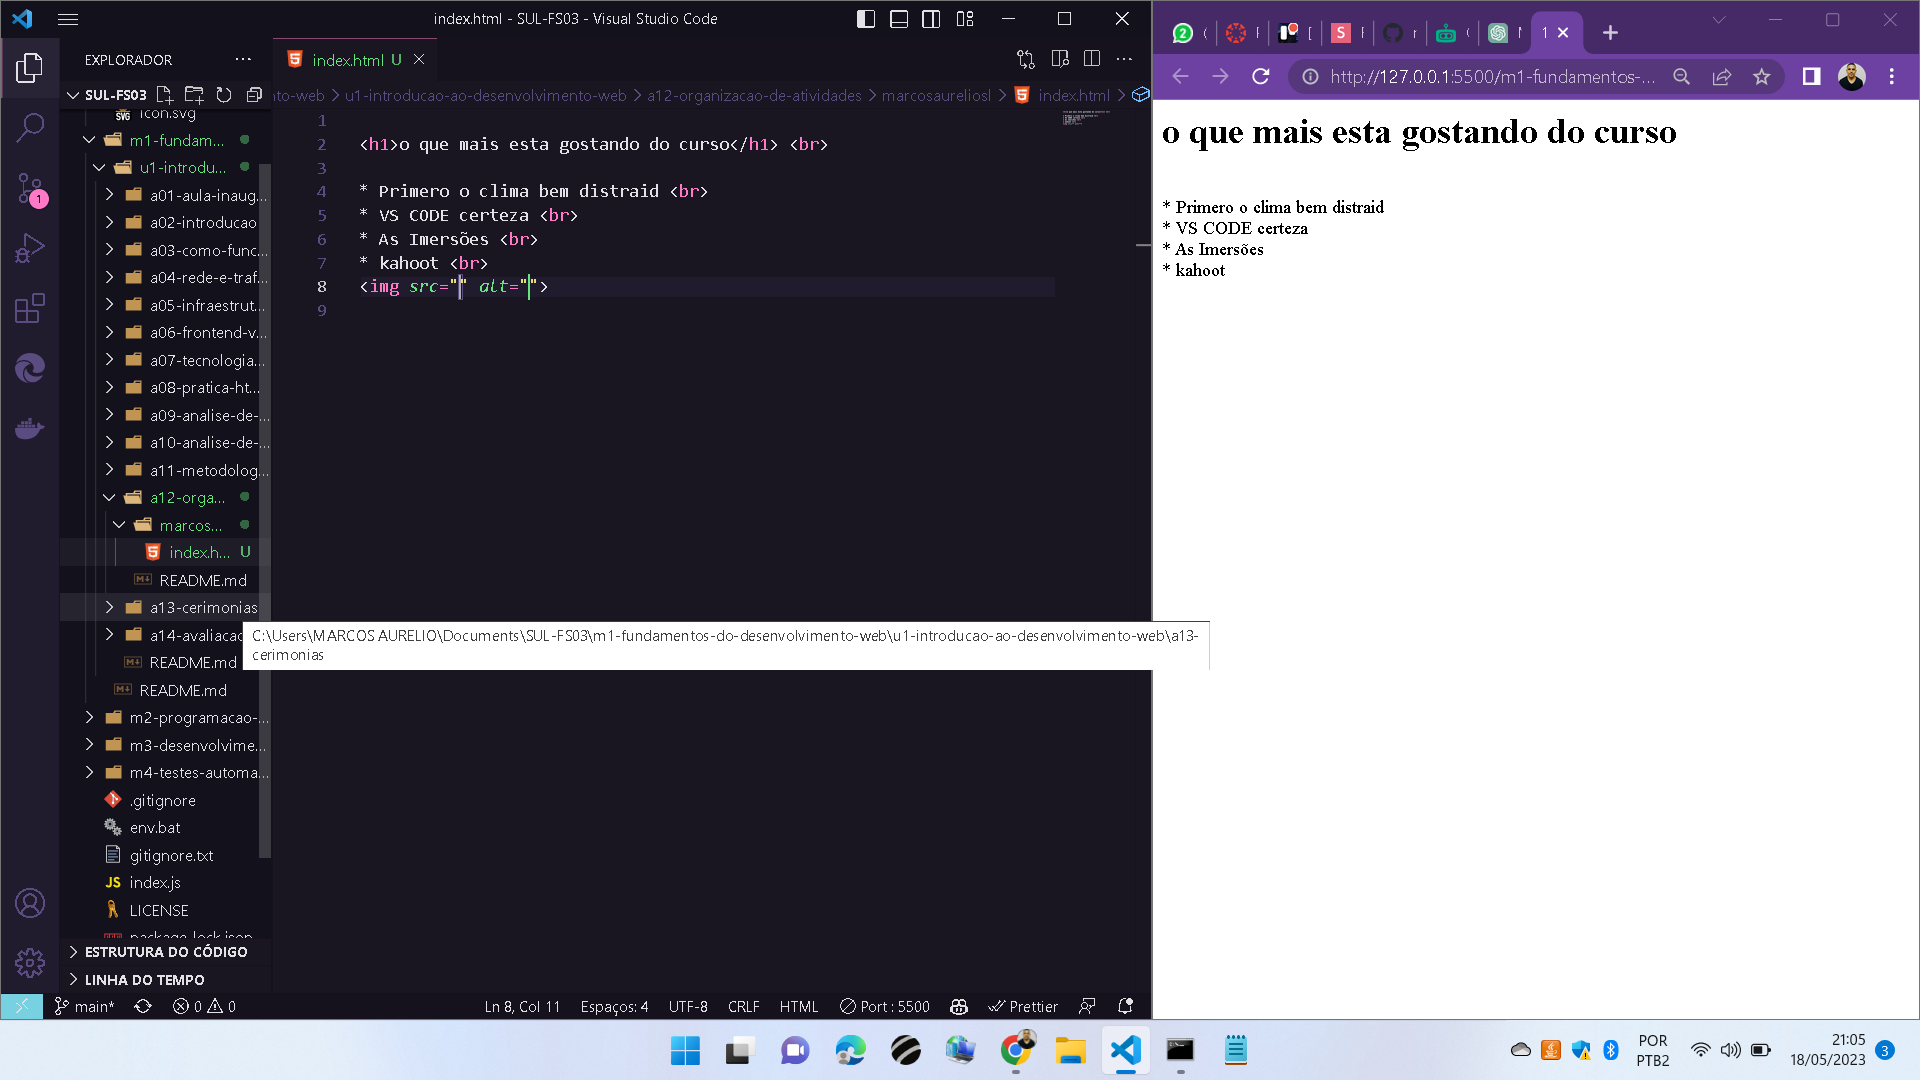 index.html - SUL-FS03 - Visual Studio Code
EXPLORADOR
SUL-FS03
icon.svg
m1-fundam...
u1-introdu...
a01-aula-inaug...
a02-introducao
a03-como-func...
a04-rede-e-traf...
a05-infraestrut...
a06-frontend-v...
a07-tecnologia...
a08-pratica-ht...
a09-analise-de-...
a10-analise-de-...
a11-metodolog...
a12-orga...
marcos...
index.h... U
README.md
a13-cerimonias
a14-avaliacao
README.md
README.md
m2-programacao-...
m3-desenvolvime...
m4-testes-automa...
.gitignore
env.bat
gitignore.txt
JS index.js
LICENSE
package-lock.json
ESTRUTURA DO CÓDIGO
LINHA DO TEMPO
index.html U
nto-web > u1-introducao-ao-desenvolvimento-web > a12-organizacao-de-atividades > marcosaureliosl > index.html >
1
2 <h1>o que mais esta gostando do curso</h1> <br>
3
4 * Primero o clima bem distraid <br>
5 * VS CODE certeza <br>
6 * As Imersões <br>
7 * kahoot <br>
8 <img src="" alt="">
9
C:\Users\MARCOS AURELIO\Documents\SUL-FS03\m1-fundamentos-do-desenvolvimento-web\u1-introducao-ao-desenvolvimento-web\a13-
cerimonias
main* 0 0 Ln 8, Col 11 Espaços: 4 UTF-8 CRLF HTML Port : 5500 Prettier
http://127.0.0.1:5500/m1-fundamentos-...
o que mais esta gostando do curso
* Primero o clima bem distraid
* VS CODE certeza
* As Imersões
* kahoot
POR
PTB2
21:05
18/05/2023
3